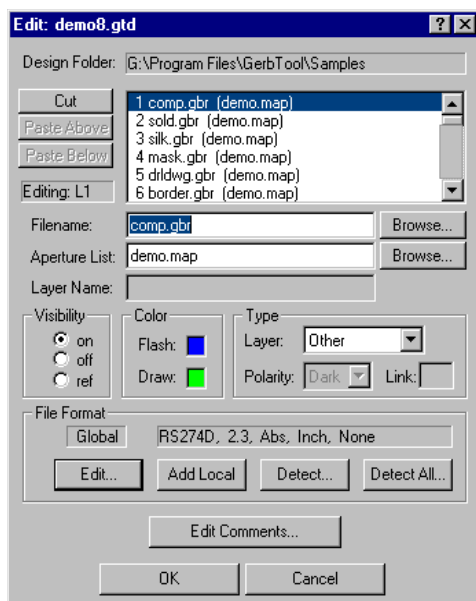 Edit: demo8.gtd
Design Folder: G:\Program Files\GerbTool\Samples
Cut
Paste Above
Paste Below
Editing: L1
1 comp.gbr (demo.map)
2 sold.gbr (demo.map)
3 silk.gbr (demo.map)
4 mask.gbr (demo.map)
5 drldwg.gbr (demo.map)
6 border.gbr (demo.map)
Filename: comp.gbr Browse...
Aperture List: demo.map Browse...
Layer Name:
Visibility
on
off
ref
Color
Flash:
Draw:
Type
Layer: Other
Polarity: Dark Link:
File Format
Global RS274D, 2.3, Abs, Inch, None
Edit... Add Local Detect... Detect All...
Edit Comments...
OK Cancel